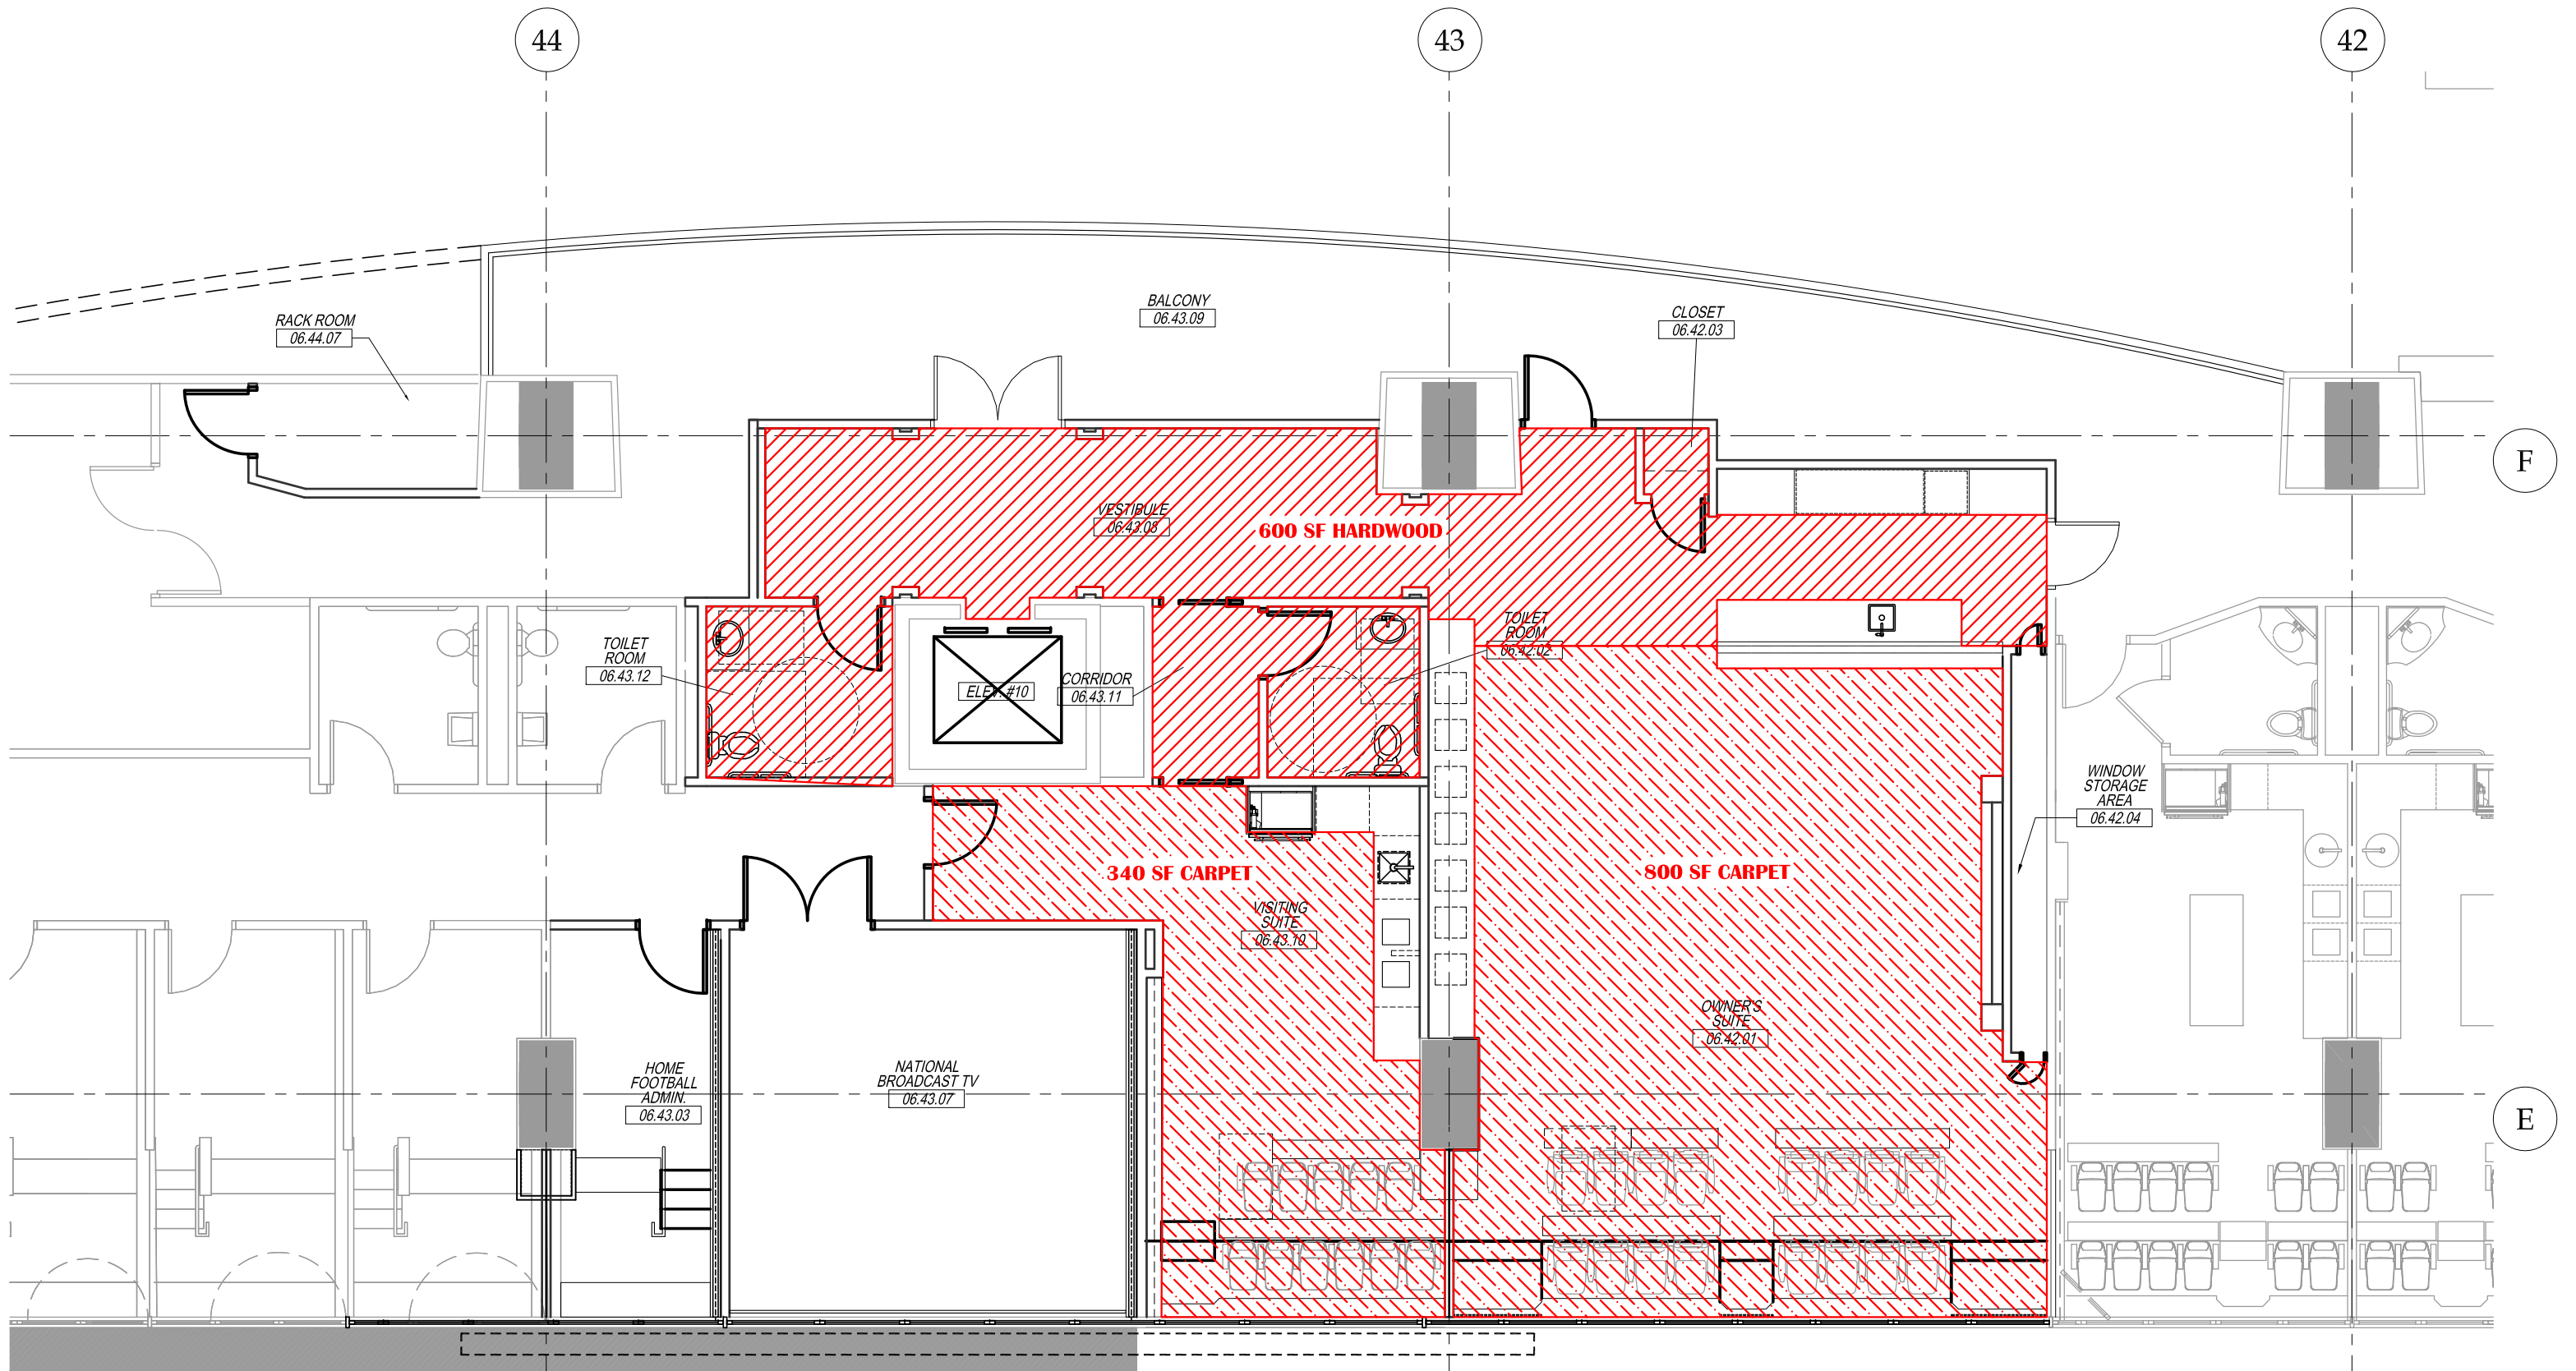 44
43
42
BALCONY
06.43.09
CLOSET
06.42.03
RACK ROOM
06.44.07
F
VESTIBULE
06.43.08
600 SF HARDWOOD
TOILET
ROOM
06.43.12
TOILET
ROOM
06.42.02
ELEV. #10
CORRIDOR
06.43.11
WINDOW
STORAGE
AREA
06.42.04
340 SF CARPET
800 SF CARPET
VISITING
SUITE
06.43.10
OWNER'S
SUITE
06.42.01
HOME
FOOTBALL
ADMIN.
06.43.03
NATIONAL
BROADCAST TV
06.43.07
E